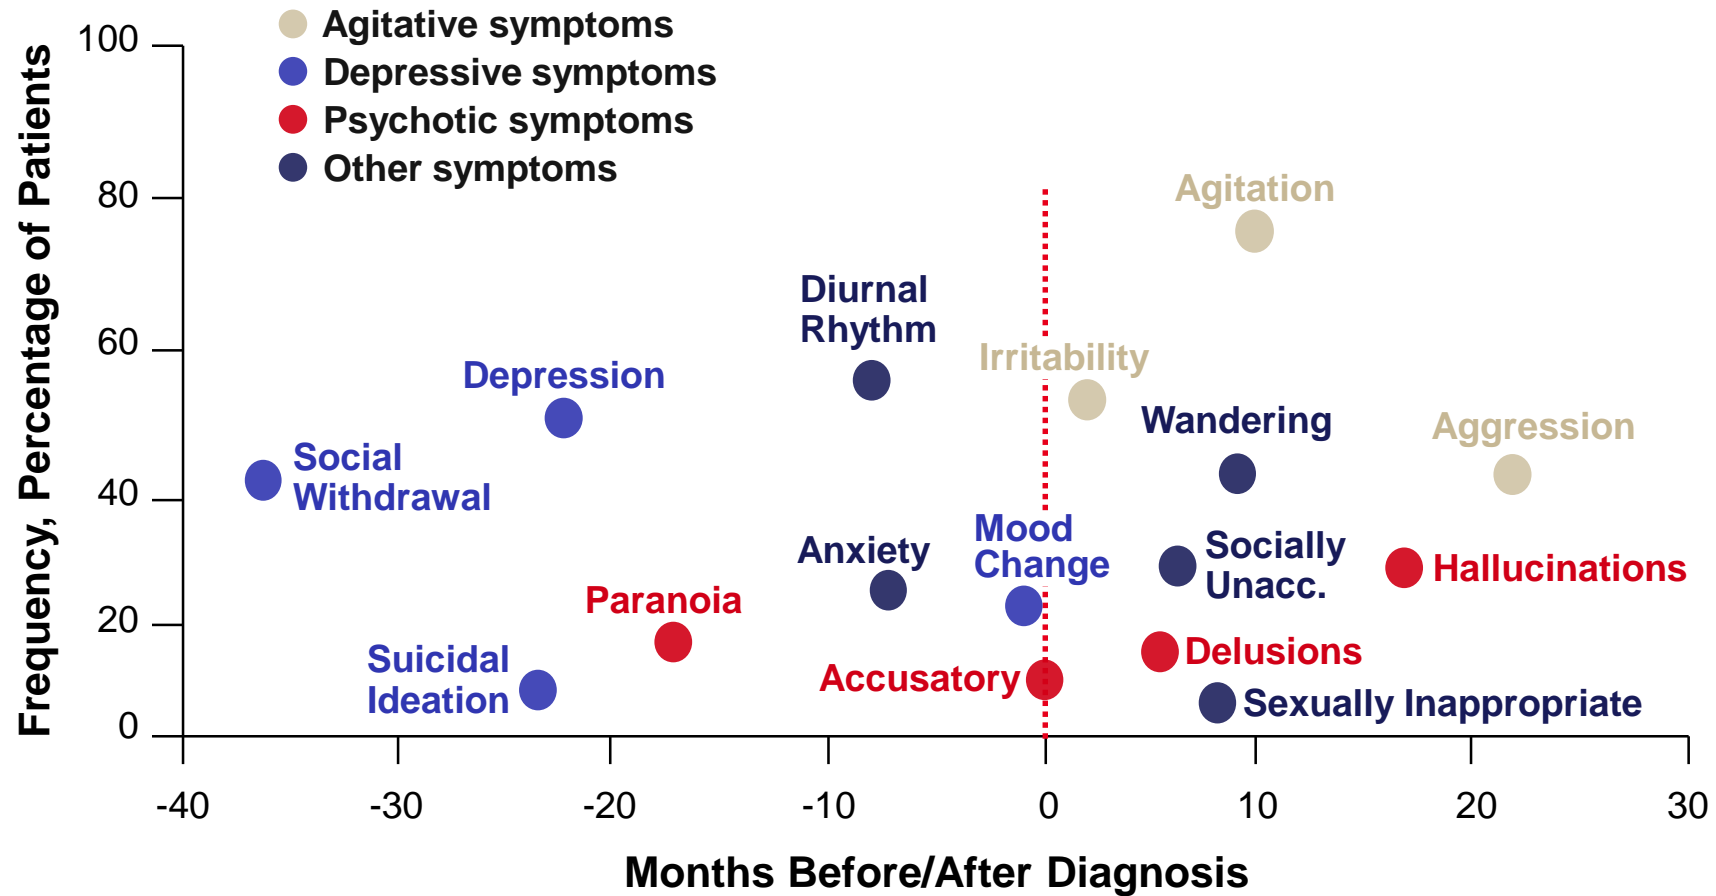 Agitative symptoms
Depressive symptoms
Psychotic symptoms
Other symptoms
Frequency, Percentage of Patients
100
80
60
40
20
0
Agitation
Diurnal
Rhythm
Irritability
Depression
Wandering
Aggression
Social
Withdrawal
Mood
Change
Anxiety
Socially
Unacc.
Hallucinations
Paranoia
Suicidal
Ideation
Accusatory
Delusions
Sexually Inappropriate
-40
-30
-20
-10
0
10
20
30
Months Before/After Diagnosis